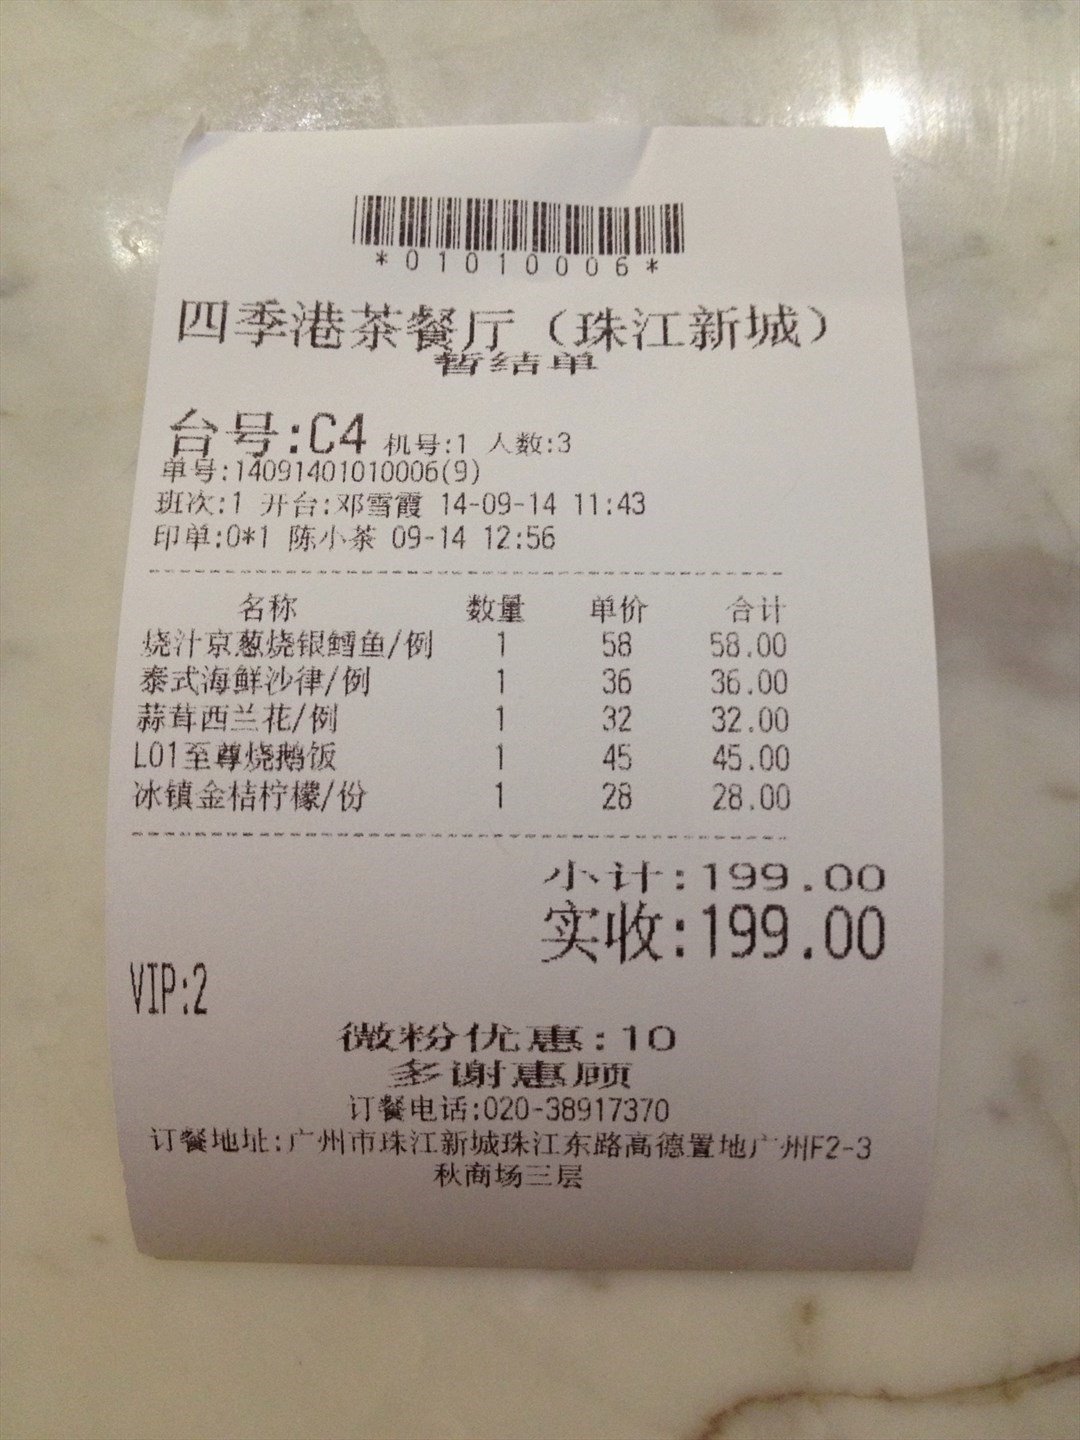 *01010006*
四季港茶餐厅（珠江新城）
暂结单
台号:C4 机号:1 人数:3
单号:14091401010006(9)
班次:1 开台:邓雪霞 14-09-14 11:43
印单:0*1 陈小茶 09-14 12:56
名称 数量 单价 合计
烧汁京葱烧银鳕鱼/例 1 58 58.00
泰式海鲜沙律/例 1 36 36.00
蒜茸西兰花/例 1 32 32.00
L01至尊烧鹅饭 1 45 45.00
冰镇金桔柠檬/份 1 28 28.00
小计:199.00
实收:199.00
VIP:2
微粉优惠:10
多谢惠顾
订餐电话:020-38917370
订餐地址:广州市珠江新城珠江东路高德置地广州F2-3
秋商场三层